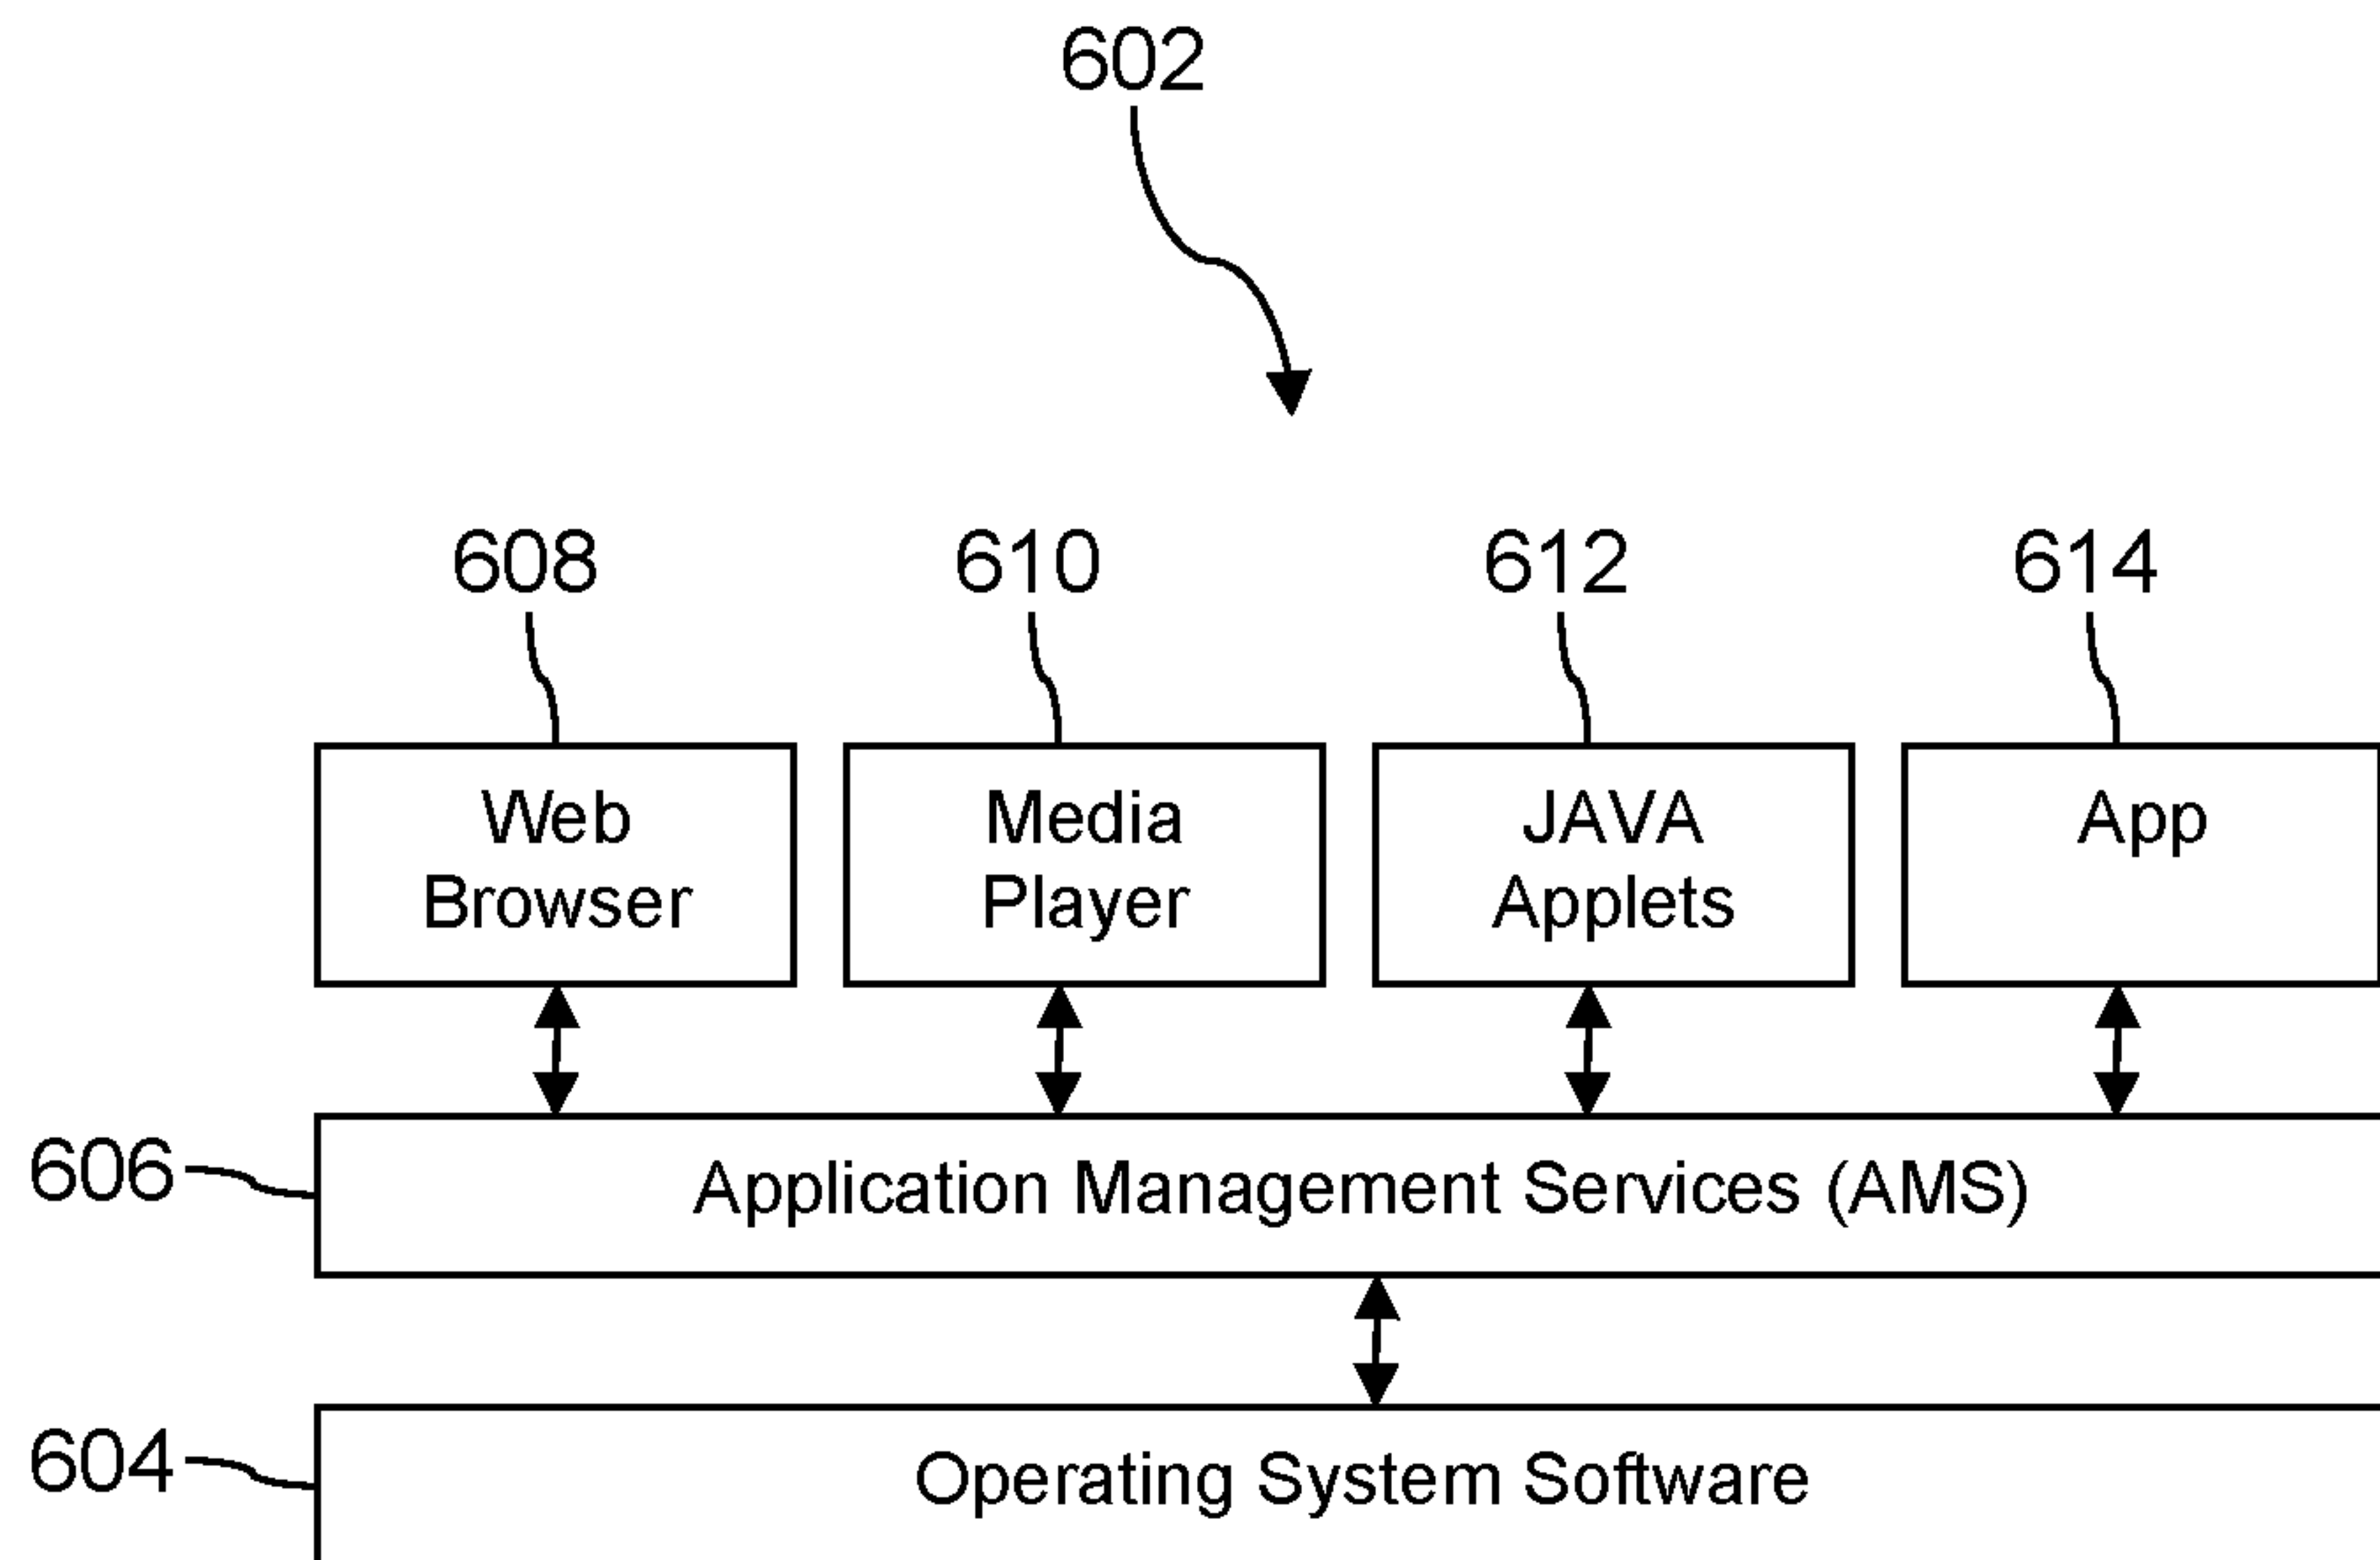 602
608
610
612
614
Web
Browser
Media
Player
JAVA
Applets
App
606
Application Management Services (AMS)
604
Operating System Software